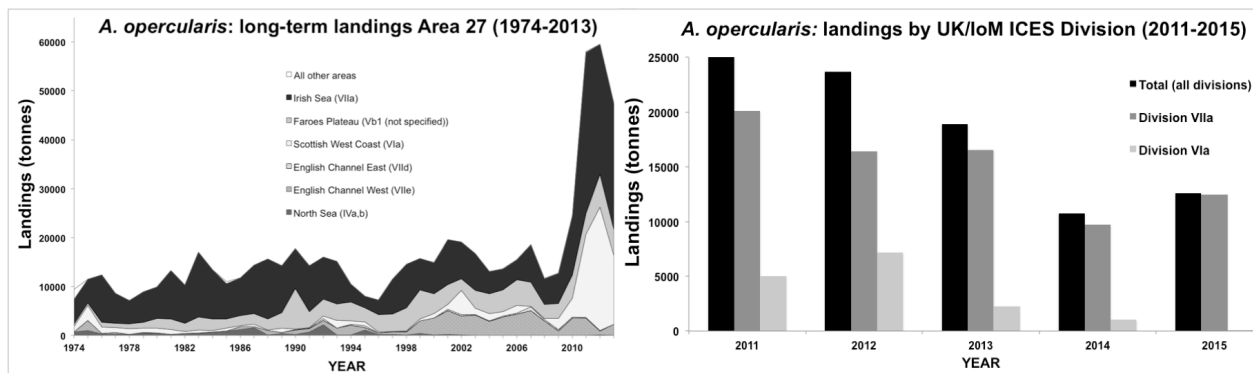 A. opercularis: long-term landings Area 27 (1974-2013)
Landings (tonnes)
60000
50000
40000
30000
20000
10000
0
All other areas
Irish Sea (VIIa)
Faroes Plateau (Vb1 (not specified))
Scottish West Coast (VIa)
English Channel East (VIId)
English Channel West (VIIe)
North Sea (IVa,b)
1974 1978 1982 1986 1990 1994 1998 2002 2006 2010
YEAR
A. opercularis: landings by UK/IoM ICES Division (2011-2015)
Landings (tonnes)
25000
20000
15000
10000
5000
0
Total (all divisions)
Division VIIa
Division VIa
2011 2012 2013 2014 2015
YEAR